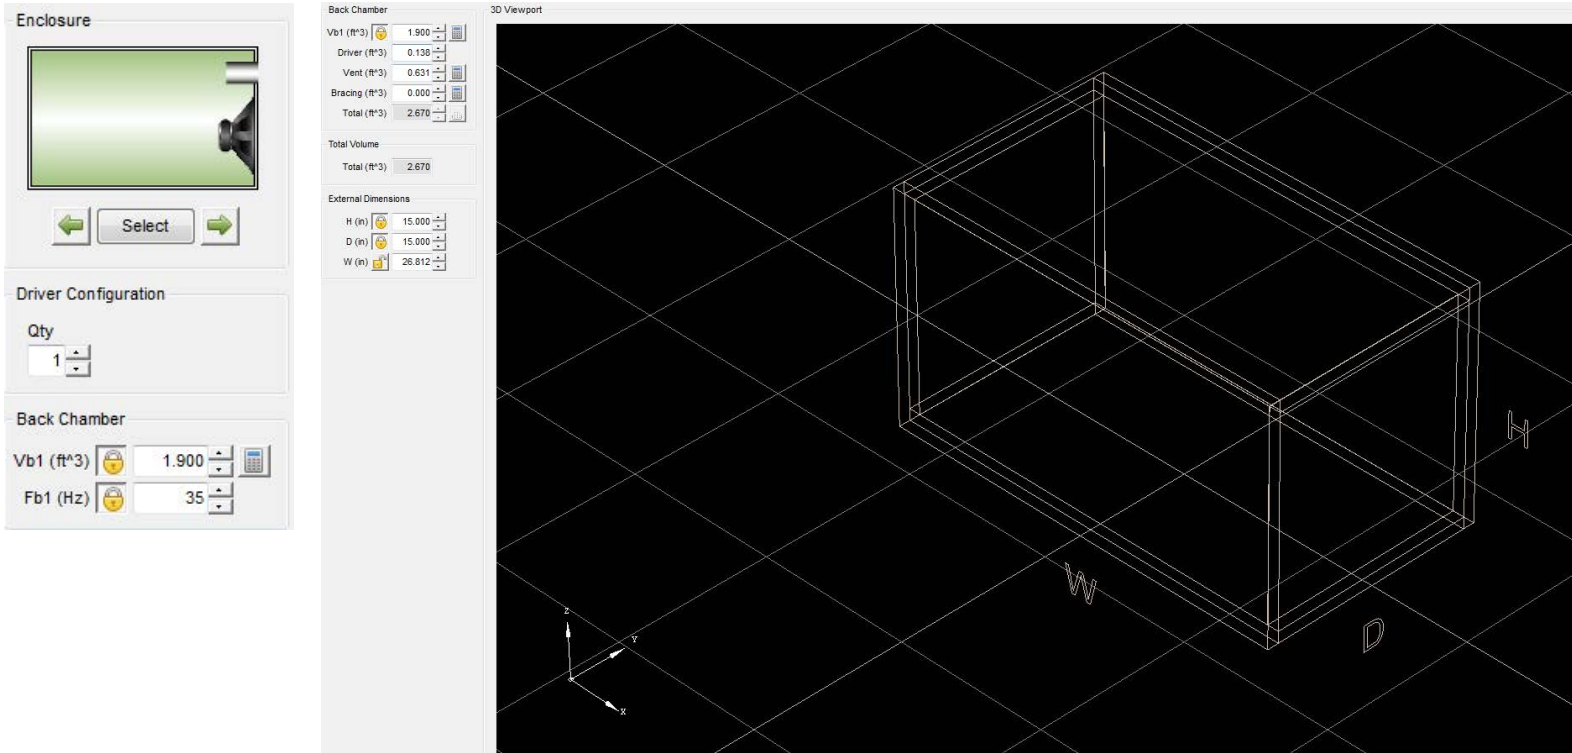 Enclosure
Select
Driver Configuration
Qty
1
Back Chamber
Vb1 (ft^3) 1.900
Fb1 (Hz) 35
Back Chamber
Vb1 (ft^3) 1.900
Driver (ft^3) 0.138
Vent (ft^3) 0.631
Bracing (ft^3) 0.000
Total (ft^3) 2.670
Total Volume
Total (ft^3) 2.670
External Dimensions
H (in) 15.000
D (in) 15.000
W (in) 26.812
3D Viewport
H
W
D
Z
Y
X